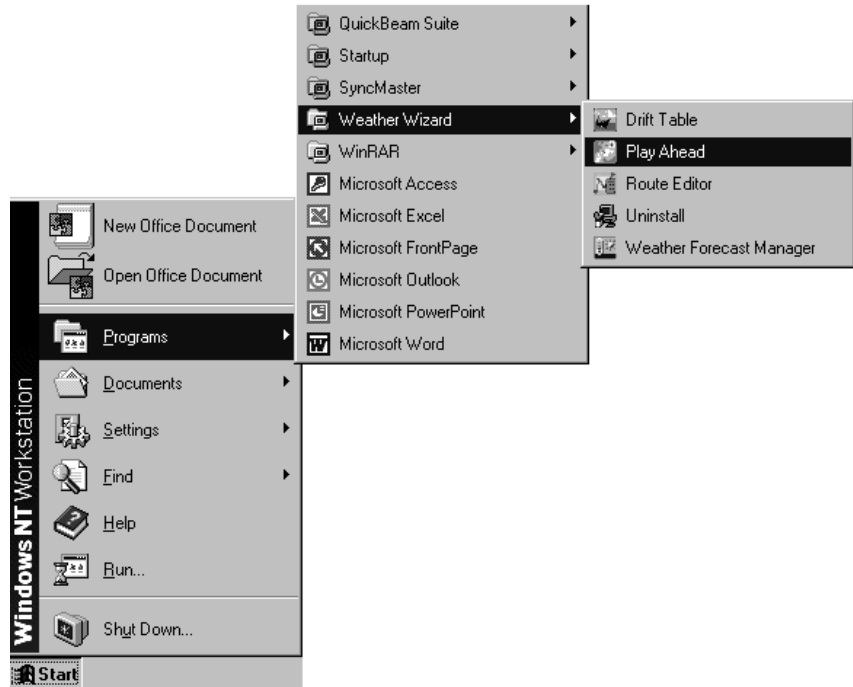 QuickBeam Suite
Startup
SyncMaster
Weather Wizard
WinRAR
Microsoft Access
Microsoft Excel
Microsoft FrontPage
Microsoft Outlook
Microsoft PowerPoint
Microsoft Word
Drift Table
Play Ahead
Route Editor
Uninstall
Weather Forecast Manager
New Office Document
Open Office Document
Programs
Documents
Settings
Find
Help
Run...
Shut Down...
Windows NT Workstation
Start